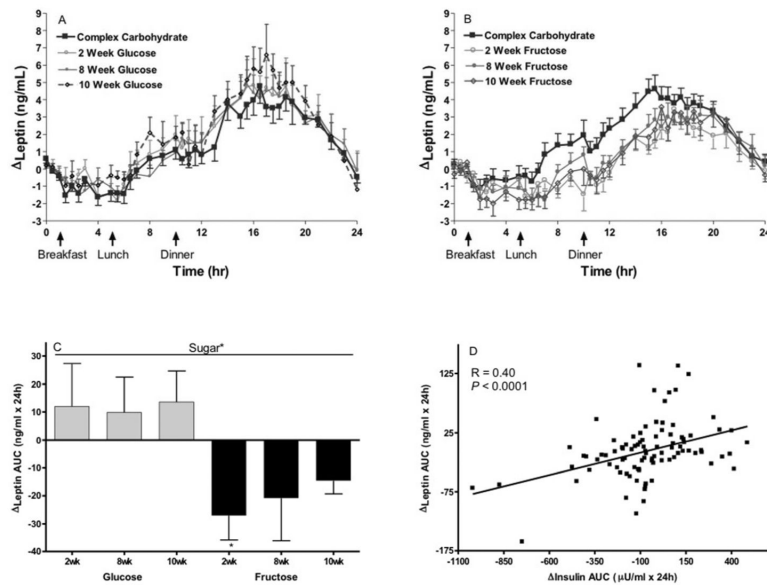 A
Complex Carbohydrate
2 Week Glucose
8 Week Glucose
10 Week Glucose
ΔLeptin (ng/mL)
9
8
7
6
5
4
3
2
1
0
-1
-2
-3
0 4 8 12 16 20 24
Breakfast Lunch Dinner
Time (hr)
B
Complex Carbohydrate
2 Week Fructose
8 Week Fructose
10 Week Fructose
ΔLeptin (ng/mL)
9
8
7
6
5
4
3
2
1
0
-1
-2
-3
0 4 8 12 16 20 24
Breakfast Lunch Dinner
Time (hr)
C
Sugar*
ΔLeptin AUC (ng/ml x 24h)
30
20
10
0
-10
-20
-30
-40
*
2wk 8wk 10wk 2wk 8wk 10wk
Glucose Fructose
D
R = 0.40
P < 0.0001
ΔLeptin AUC (ng/ml x 24h)
125
25
-75
-175
-1100 -850 -600 -350 -100 150 400
ΔInsulin AUC (μU/ml x 24h)